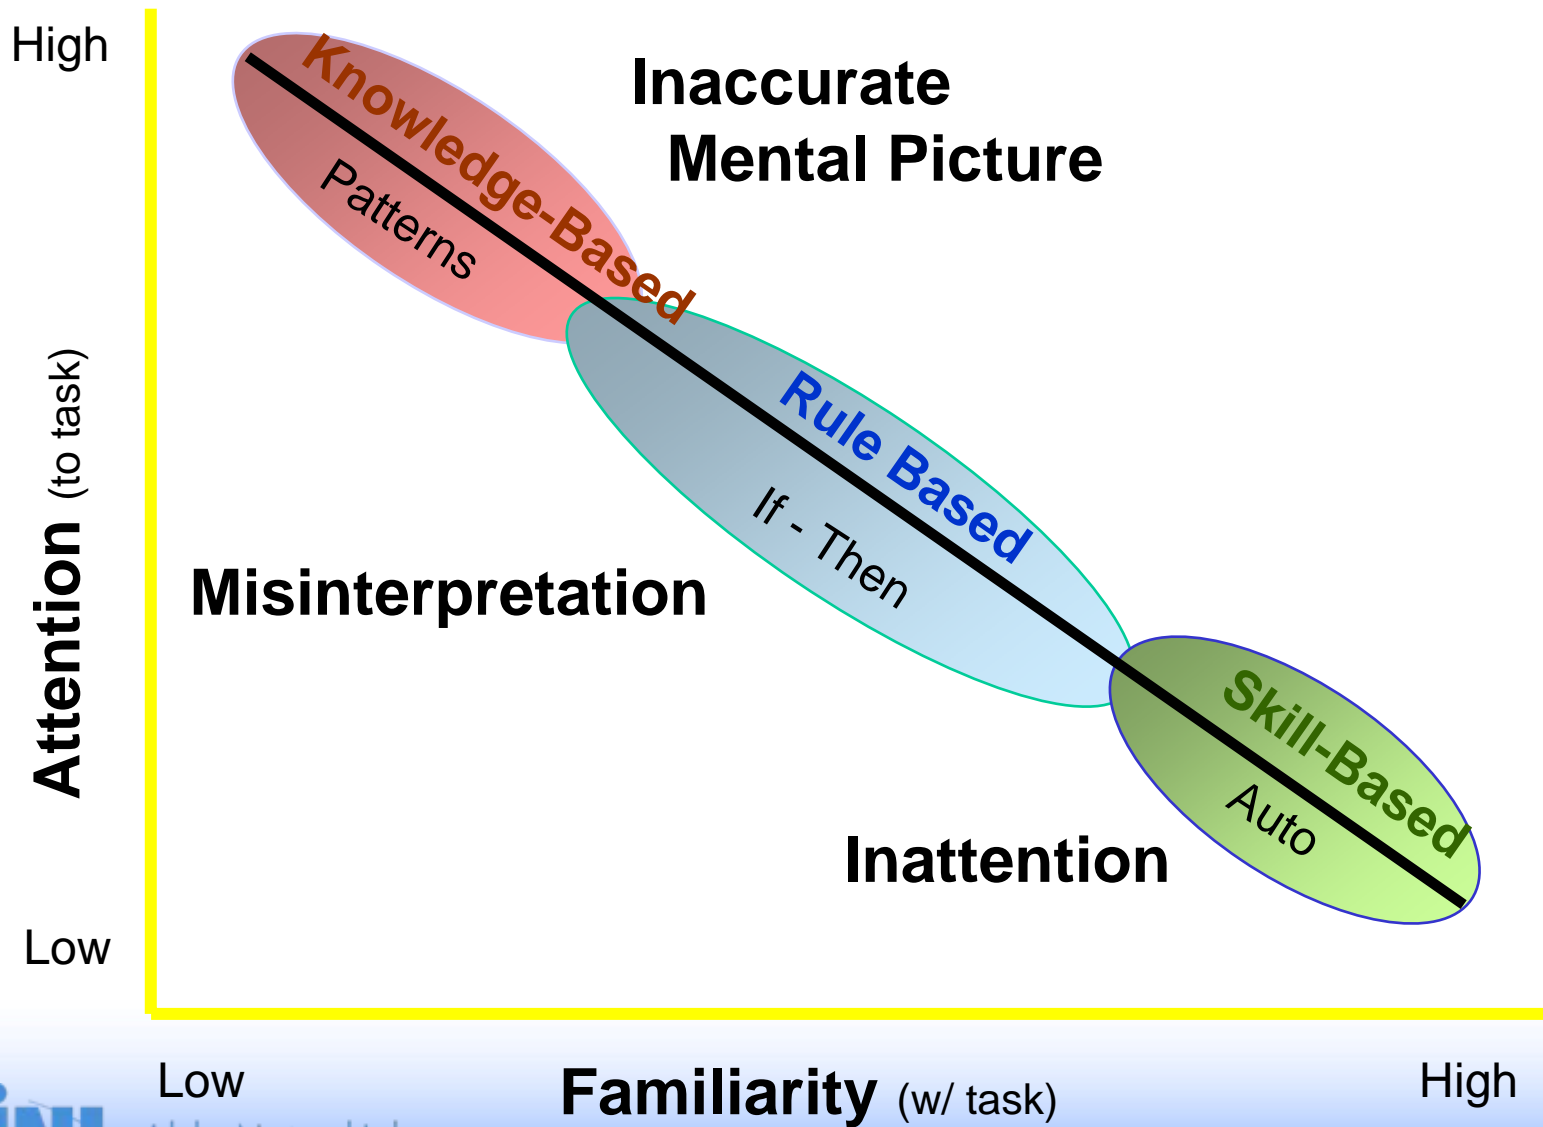 High
Inaccurate
Mental Picture
Knowledge-Based
Patterns
Rule Based
If - Then
Attention (to task)
Misinterpretation
Skill-Based
Auto
Inattention
Low
Low
Familiarity (w/ task)
High